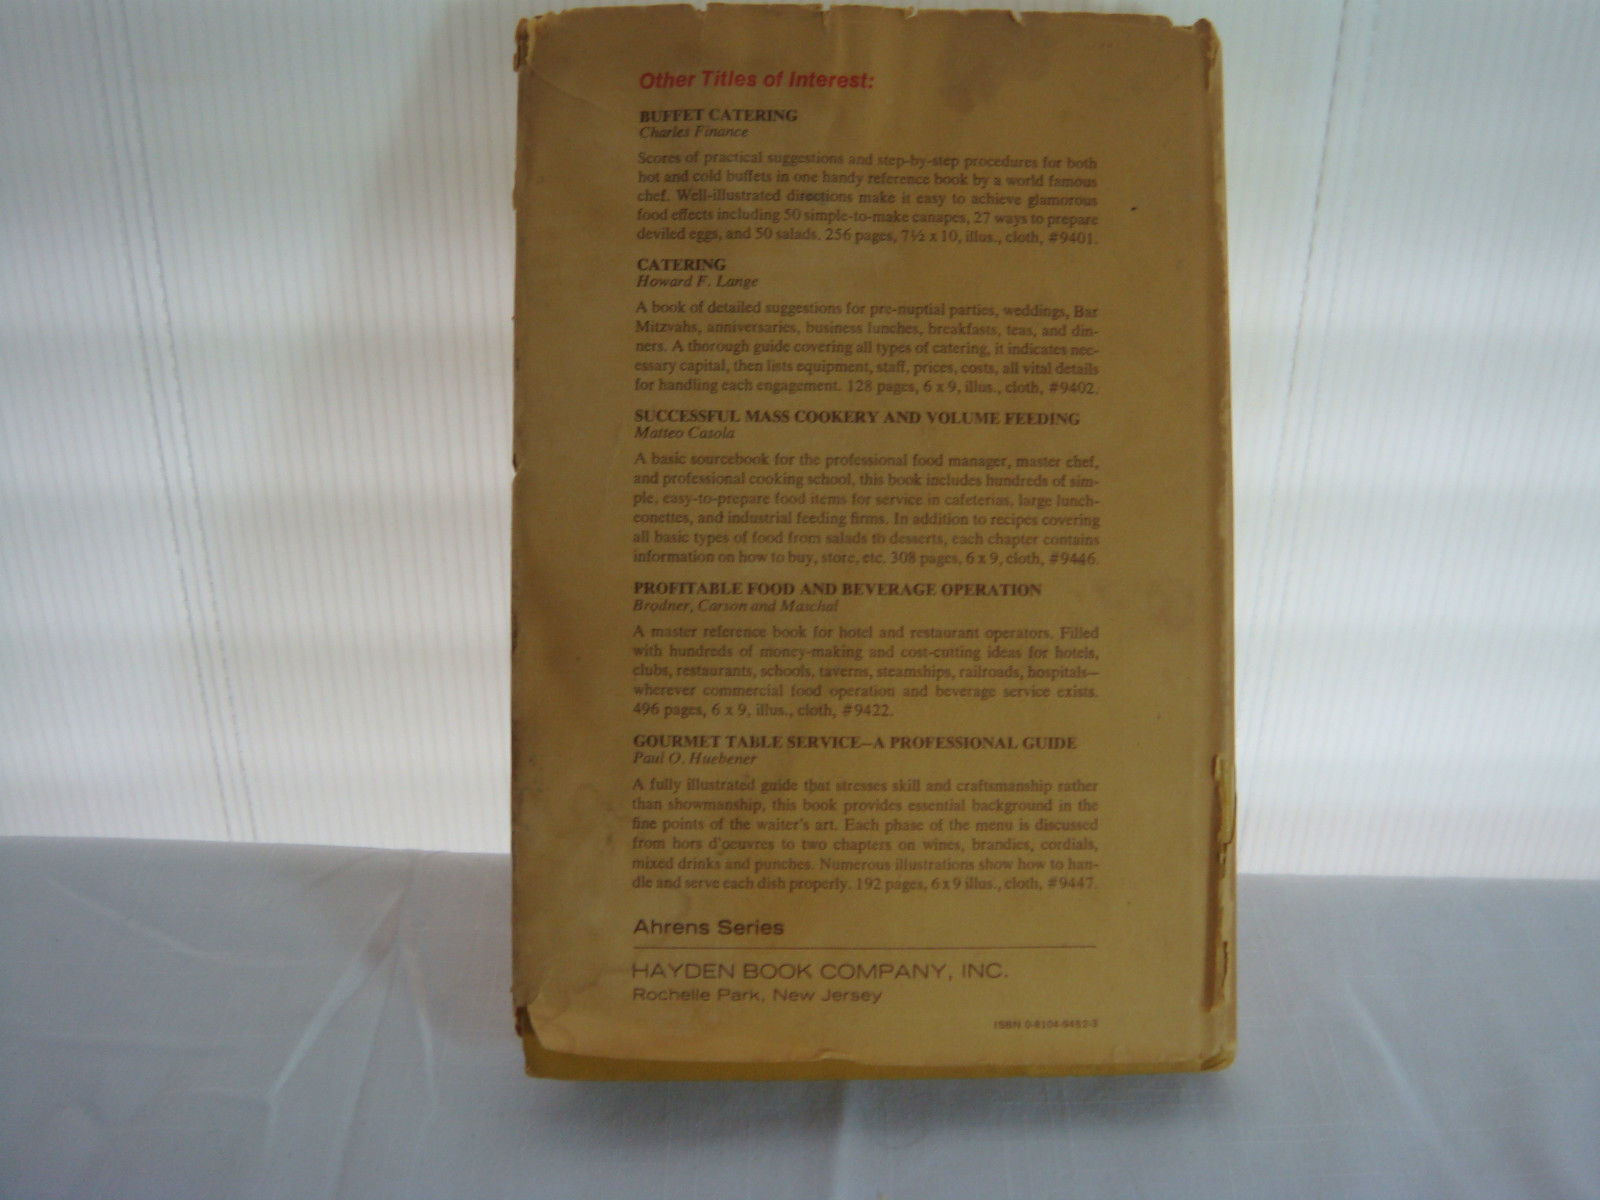 Other Titles of Interest:
BUFFET CATERING
Charles Finance
Scores of practical suggestions and step-by-step procedures for both
hot and cold buffets in one handy reference book by a world famous
chef. Well-illustrated directions make it easy to achieve glamorous
food effects including 50 simple-to-make canapes, 27 ways to prepare
deviled eggs, and 50 salads. 256 pages, 7½ x 10, illus., cloth, #9401.
CATERING
Howard F. Lange
A book of detailed suggestions for pre-nuptial parties, weddings, Bar
Mitzvahs, anniversaries, business lunches, breakfasts, teas, and din-
ners. A thorough guide covering all types of catering, it indicates nec-
essary capital, then lists equipment, staff, prices, costs, all vital details
for handling each engagement. 128 pages, 6 x 9, illus., cloth, #9402.
SUCCESSFUL MASS COOKERY AND VOLUME FEEDING
Matteo Casola
A basic sourcebook for the professional food manager, master chef,
and professional cooking school, this book includes hundreds of sim-
ple, easy-to-prepare food items for service in cafeterias, large lunch-
eonettes, and industrial feeding firms. In addition to recipes covering
all basic types of food from salads to desserts, each chapter contains
information on how to buy, store, etc. 308 pages, 6 x 9, cloth, #9446.
PROFITABLE FOOD AND BEVERAGE OPERATION
Brodner, Carson and Maschal
A master reference book for hotel and restaurant operators. Filled
with hundreds of money-making and cost-cutting ideas for hotels,
clubs, restaurants, schools, taverns, steamships, railroads, hospitals—
wherever commercial food operation and beverage service exists.
496 pages, 6 x 9, illus., cloth, #9422.
GOURMET TABLE SERVICE—A PROFESSIONAL GUIDE
Paul O. Huebener
A fully illustrated guide that stresses skill and craftsmanship rather
than showmanship, this book provides essential background in the
fine points of the waiter's art. Each phase of the menu is discussed
from hors d'oeuvres to two chapters on wines, brandies, cordials,
mixed drinks and punches. Numerous illustrations show how to han-
dle and serve each dish properly. 192 pages, 6 x 9 illus., cloth, #9447.
Ahrens Series
HAYDEN BOOK COMPANY, INC.
Rochelle Park, New Jersey
ISBN 0-8104-9452-3